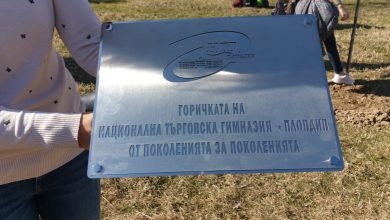 ГОРИЧКАТА НА
НАЦИОНАЛНА ТЪРГОВСКА ГИМНАЗИЯ - ПЛОВДИВ
ОТ ПОКОЛЕНИЯТА ЗА ПОКОЛЕНИЯТА